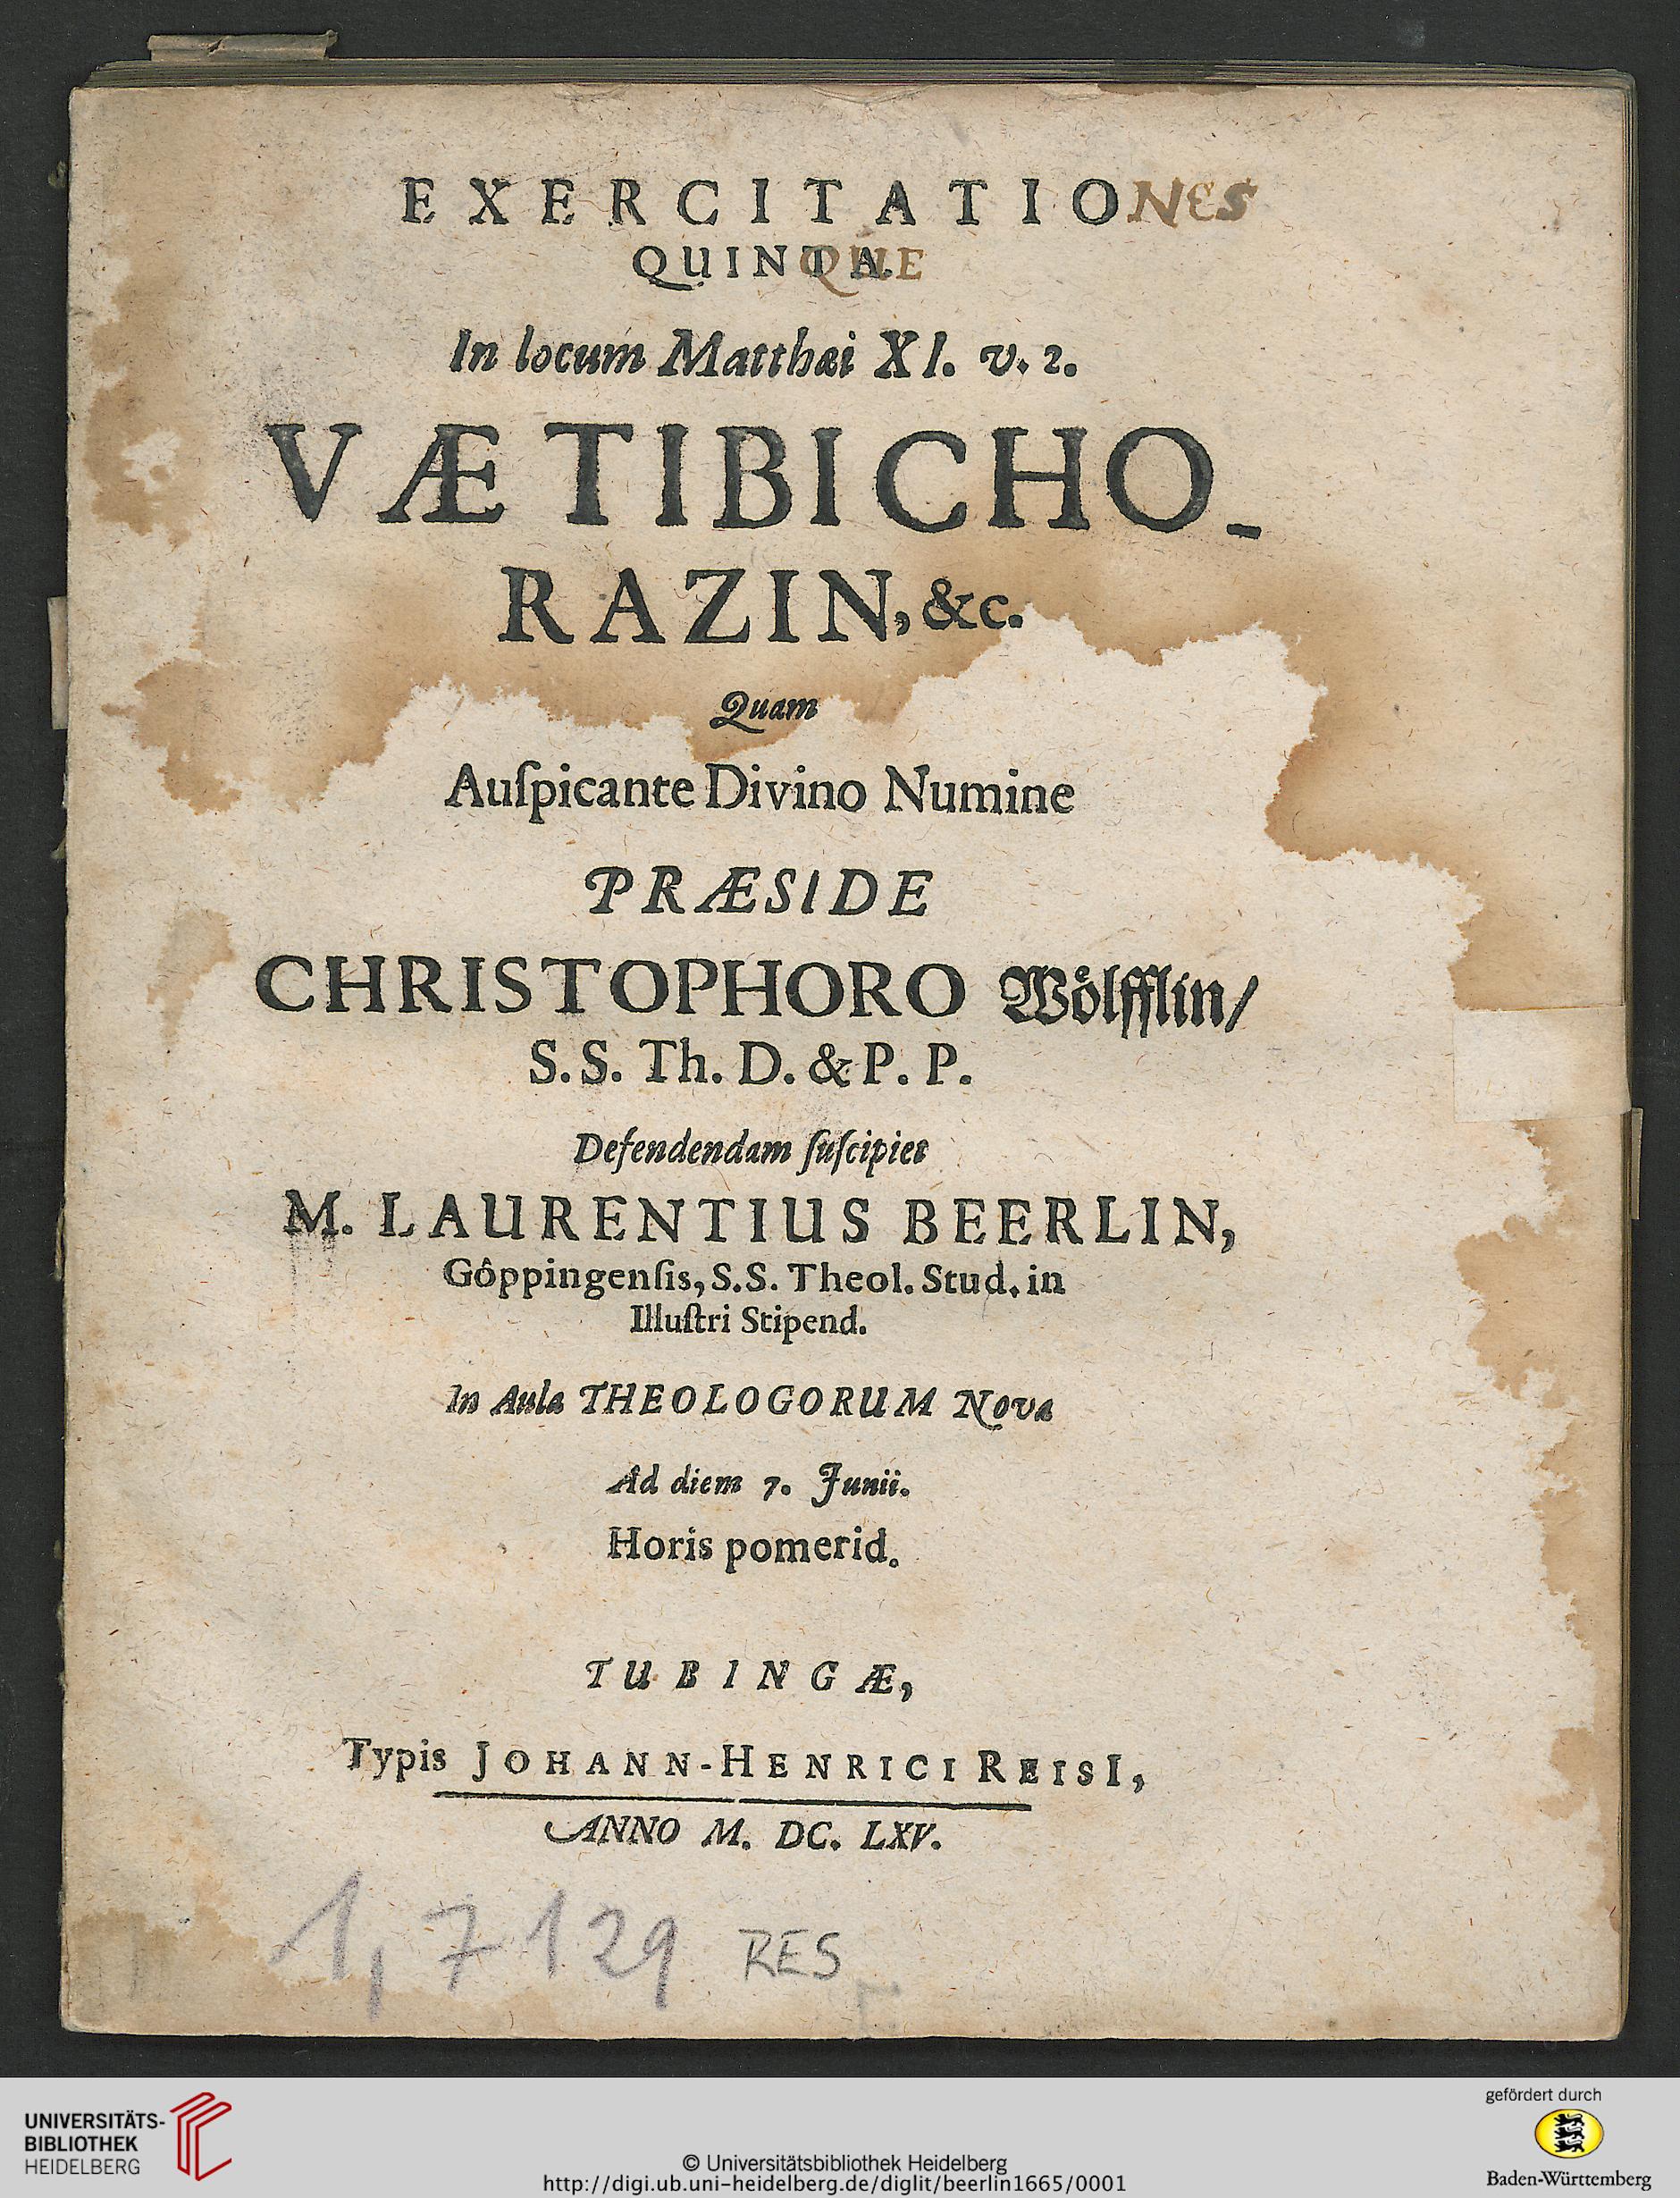 EXERCITATIONES
QUINQUE
In locum Matthæi XI. v. 2.
VÆ TIBI CHO-
RAZIN, &c.
Quam
Auſpicante Divino Numine
PRÆSIDE
CHRISTOPHORO Woͤlfflin/
S. S. Th. D. & P. P.
Defendendam ſuſcipiet
M. LAURENTIUS BEERLIN,
Gôppingenſis, S. S. Theol. Stud. in
Illuſtri Stipend.
In Aula THEOLOGORUM Nova
Ad diem 7. Junii.
Horis pomerid.
TUBINGÆ,
Typis JOHANN-HENRICI REISI,
ANNO M. DC. LXV.
1, 7129 RES
UNIVERSITÄTS-
BIBLIOTHEK
HEIDELBERG
© Universitätsbibliothek Heidelberg
http://digi.ub.uni-heidelberg.de/diglit/beerlin1665/0001
gefördert durch
Baden-Württemberg